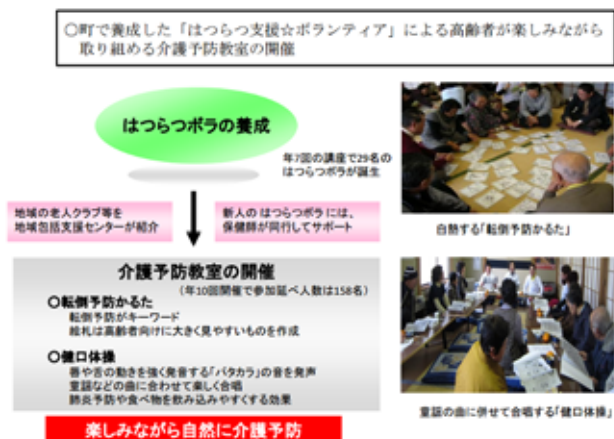 ○町で養成した「はつらつ支援☆ボランティア」による高齢者が楽しみながら
取り組める介護予防教室の開催
はつらつボラの養成
年7回の講座で29名の
はつらつボラが誕生
地域の老人クラブ等を
地域包括支援センターが紹介
新人の はつらつボラ には、
保健師が同行してサポート
白熱する「転倒予防かるた」
介護予防教室の開催
(年10回開催で参加延べ人数は158名)
○転倒予防かるた
転倒予防がキーワード
絵札は高齢者向けに大きく見やすいものを作成
○健口体操
唇や舌の動きを強く発音する「パタカラ」の音を発声
童謡などの曲に合わせて楽しく合唱
肺炎予防や食べ物を飲み込みやすくする効果
童謡の曲に併せて合唱する「健口体操」
楽しみながら自然に介護予防